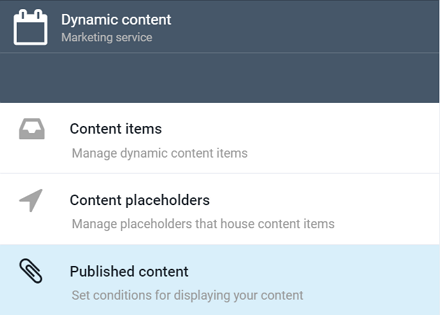 Dynamic content
Marketing service
Content items
Manage dynamic content items
Content placeholders
Manage placeholders that house content items
Published content
Set conditions for displaying your content